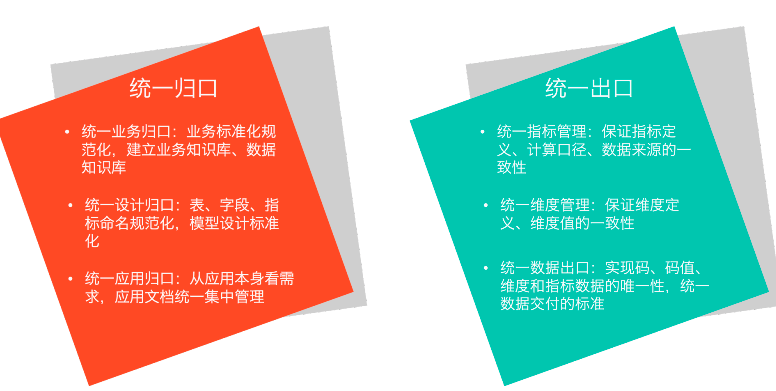 统一归口
• 统一业务归口：业务标准化规
范化，建立业务知识库、数据
知识库
• 统一设计归口：表、字段、指
标命名规范化，模型设计标准
化
• 统一应用归口：从应用本身看需
求，应用文档统一集中管理
统一出口
• 统一指标管理：保证指标定
义、计算口径、数据来源的一
致性
• 统一维度管理：保证维度定
义、维度值的一致性
• 统一数据出口：实现码、码值、
维度和指标数据的唯一性，统一
数据交付的标准